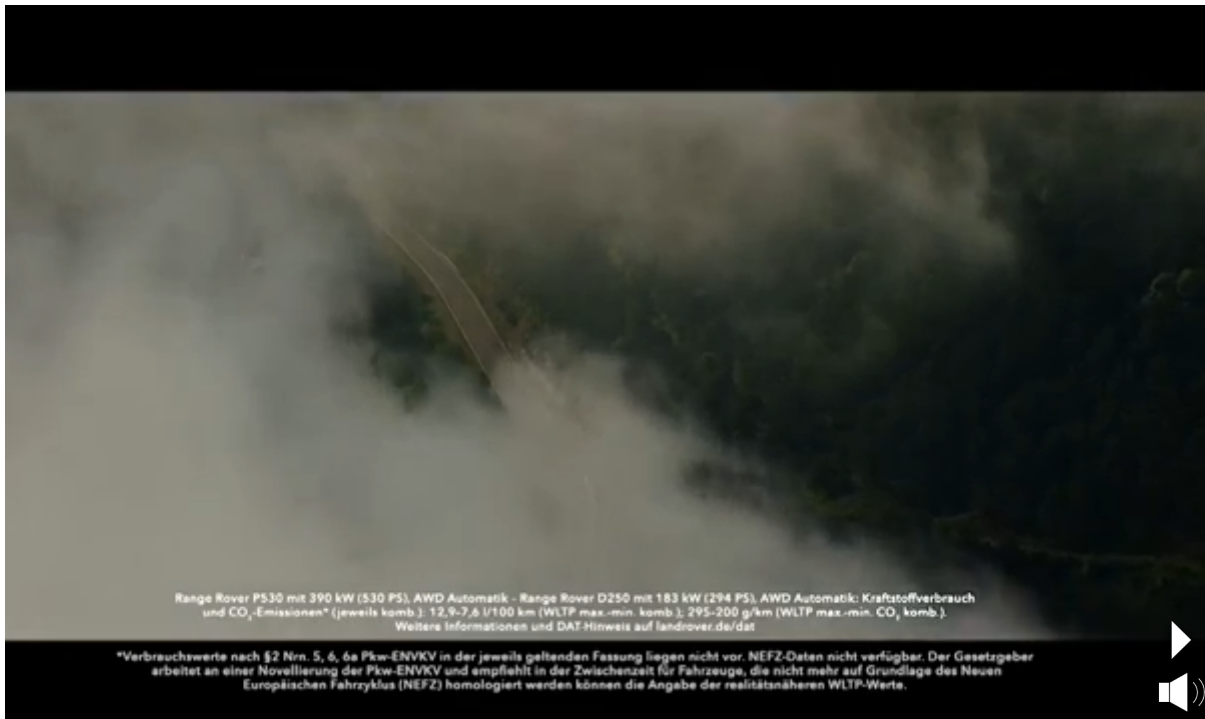 Range Rover P530 mit 390 kW (530 PS), AWD Automatik - Range Rover D250 mit 183 kW (294 PS), AWD Automatik: Kraftstoffverbrauch
und CO₂-Emissionen* (jeweils komb.): 12,9-7,6 l/100 km (WLTP max.-min. komb.); 295-200 g/km (WLTP max.-min. CO₂ komb.).
Weitere Informationen und DAT-Hinweis auf landrover.de/dat
*Verbrauchswerte nach §2 Nrn. 5, 6, 6a Pkw-ENVKV in der jeweils geltenden Fassung liegen nicht vor. NEFZ-Daten nicht verfügbar. Der Gesetzgeber
arbeitet an einer Novellierung der Pkw-ENVKV und empfiehlt in der Zwischenzeit für Fahrzeuge, die nicht mehr auf Grundlage des Neuen
Europäischen Fahrzyklus (NEFZ) homologiert werden können die Angabe der realitätsnäheren WLTP-Werte.